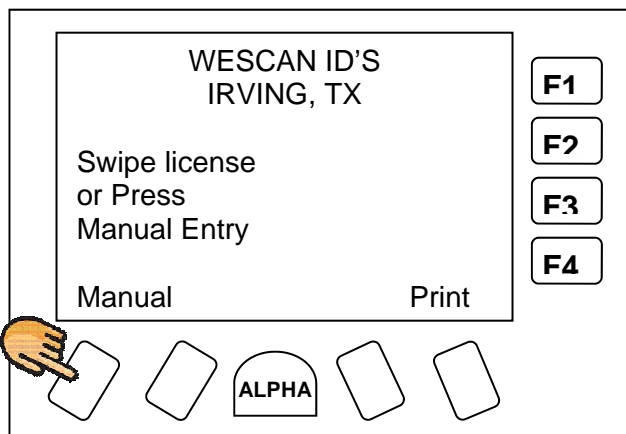 WESCAN ID’S
IRVING, TX
F1
F2
Swipe license
or Press
F3
Manual Entry
F4
Manual Print
ALPHA